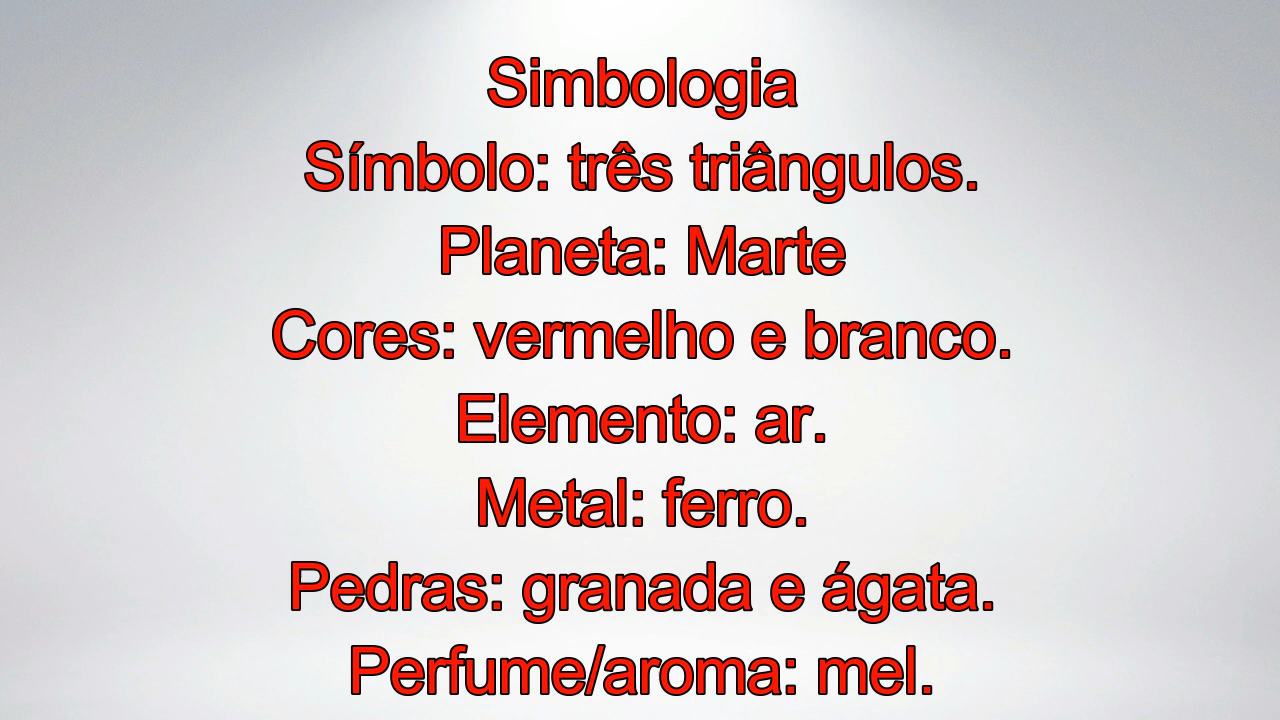 Simbologia
Símbolo: três triângulos.
Planeta: Marte
Cores: vermelho e branco.
Elemento: ar.
Metal: ferro.
Pedras: granada e ágata.
Perfume/aroma: mel.